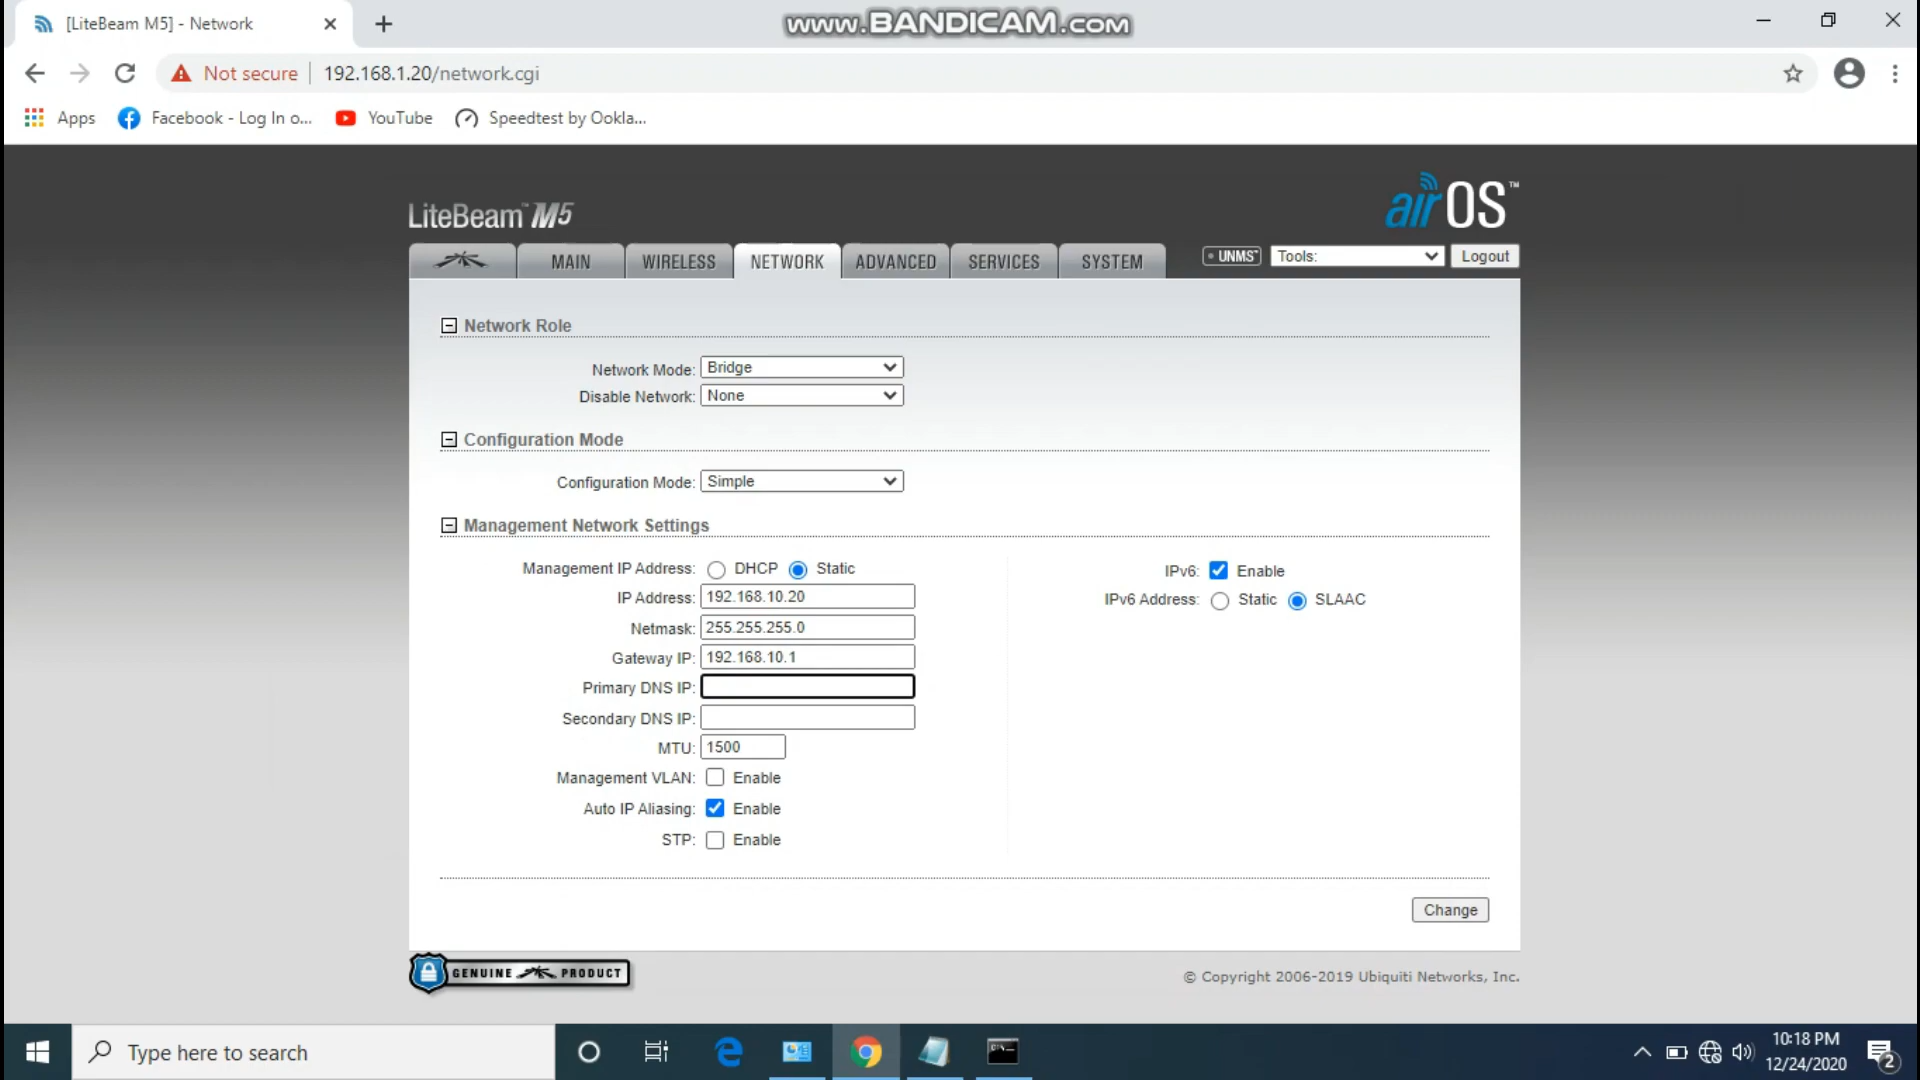 [LiteBeam M5] - Network
www.BANDICAM.com
Not secure
192.168.1.20/network.cgi
Apps
Facebook - Log In o...
YouTube
Speedtest by Ookla...
LiteBeam™ M5
airOS™
MAIN
WIRELESS
NETWORK
ADVANCED
SERVICES
SYSTEM
UNMS™
Tools:
Logout
Network Role
Network Mode: Bridge
Disable Network: None
Configuration Mode
Configuration Mode: Simple
Management Network Settings
Management IP Address: DHCP Static
IP Address: 192.168.10.20
Netmask: 255.255.255.0
Gateway IP: 192.168.10.1
Primary DNS IP:
Secondary DNS IP:
MTU: 1500
Management VLAN: Enable
Auto IP Aliasing: Enable
STP: Enable
IPv6: Enable
IPv6 Address: Static SLAAC
Change
GENUINE PRODUCT
© Copyright 2006-2019 Ubiquiti Networks, Inc.
Type here to search
10:18 PM
12/24/2020
2